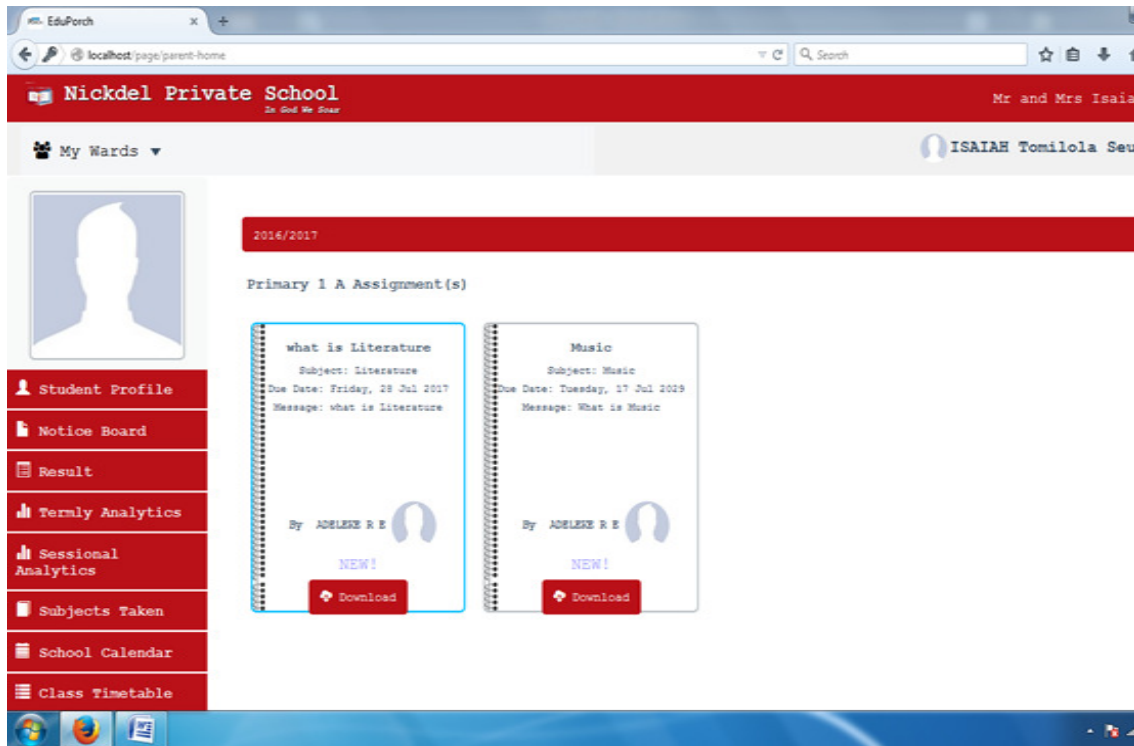 EduPorch
localhost/page/parent-home
Search
Nickdel Private School
In God We Soar
Mr and Mrs Isaia
My Wards
ISAIAH Tomilola Seu
2016/2017
Primary 1 A Assignment(s)
what is Literature
Subject: Literature
Due Date: Friday, 28 Jul 2017
Message: what is Literature
By ADELEKE R E
NEW!
Download
Music
Subject: Music
Due Date: Tuesday, 17 Jul 2029
Message: What is Music
By ADELEKE R E
NEW!
Download
Student Profile
Notice Board
Result
Termly Analytics
Sessional
Analytics
Subjects Taken
School Calendar
Class Timetable